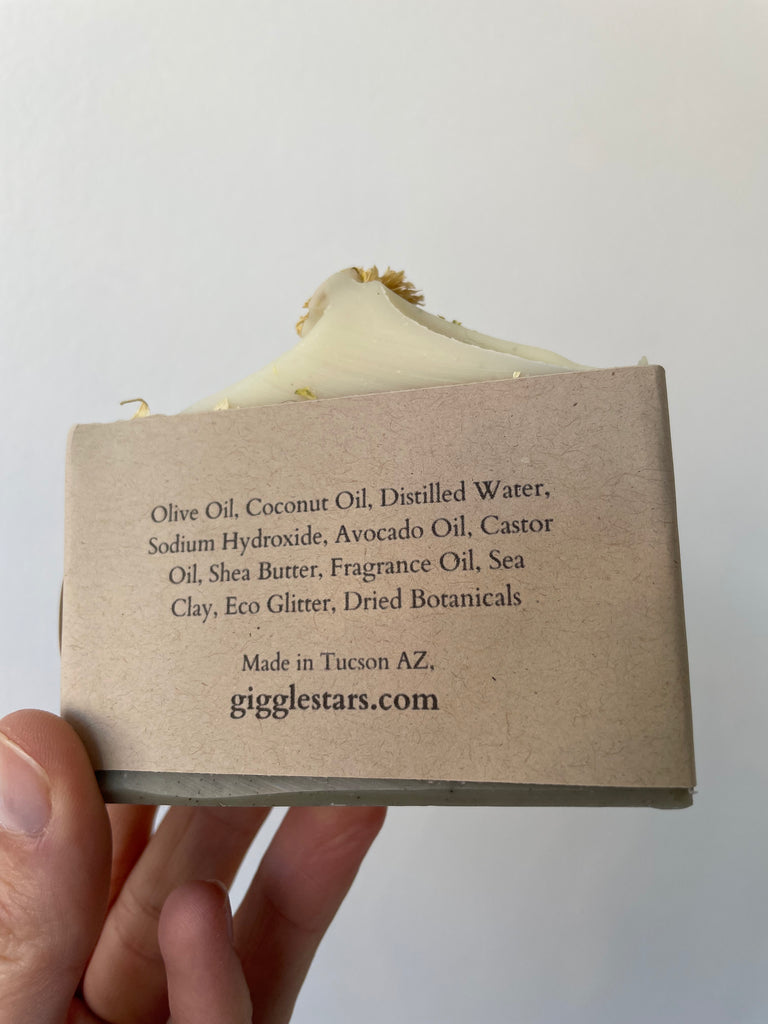 Olive Oil, Coconut Oil, Distilled Water,
Sodium Hydroxide, Avocado Oil, Castor
Oil, Shea Butter, Fragrance Oil, Sea
Clay, Eco Glitter, Dried Botanicals
Made in Tucson AZ,
gigglestars.com